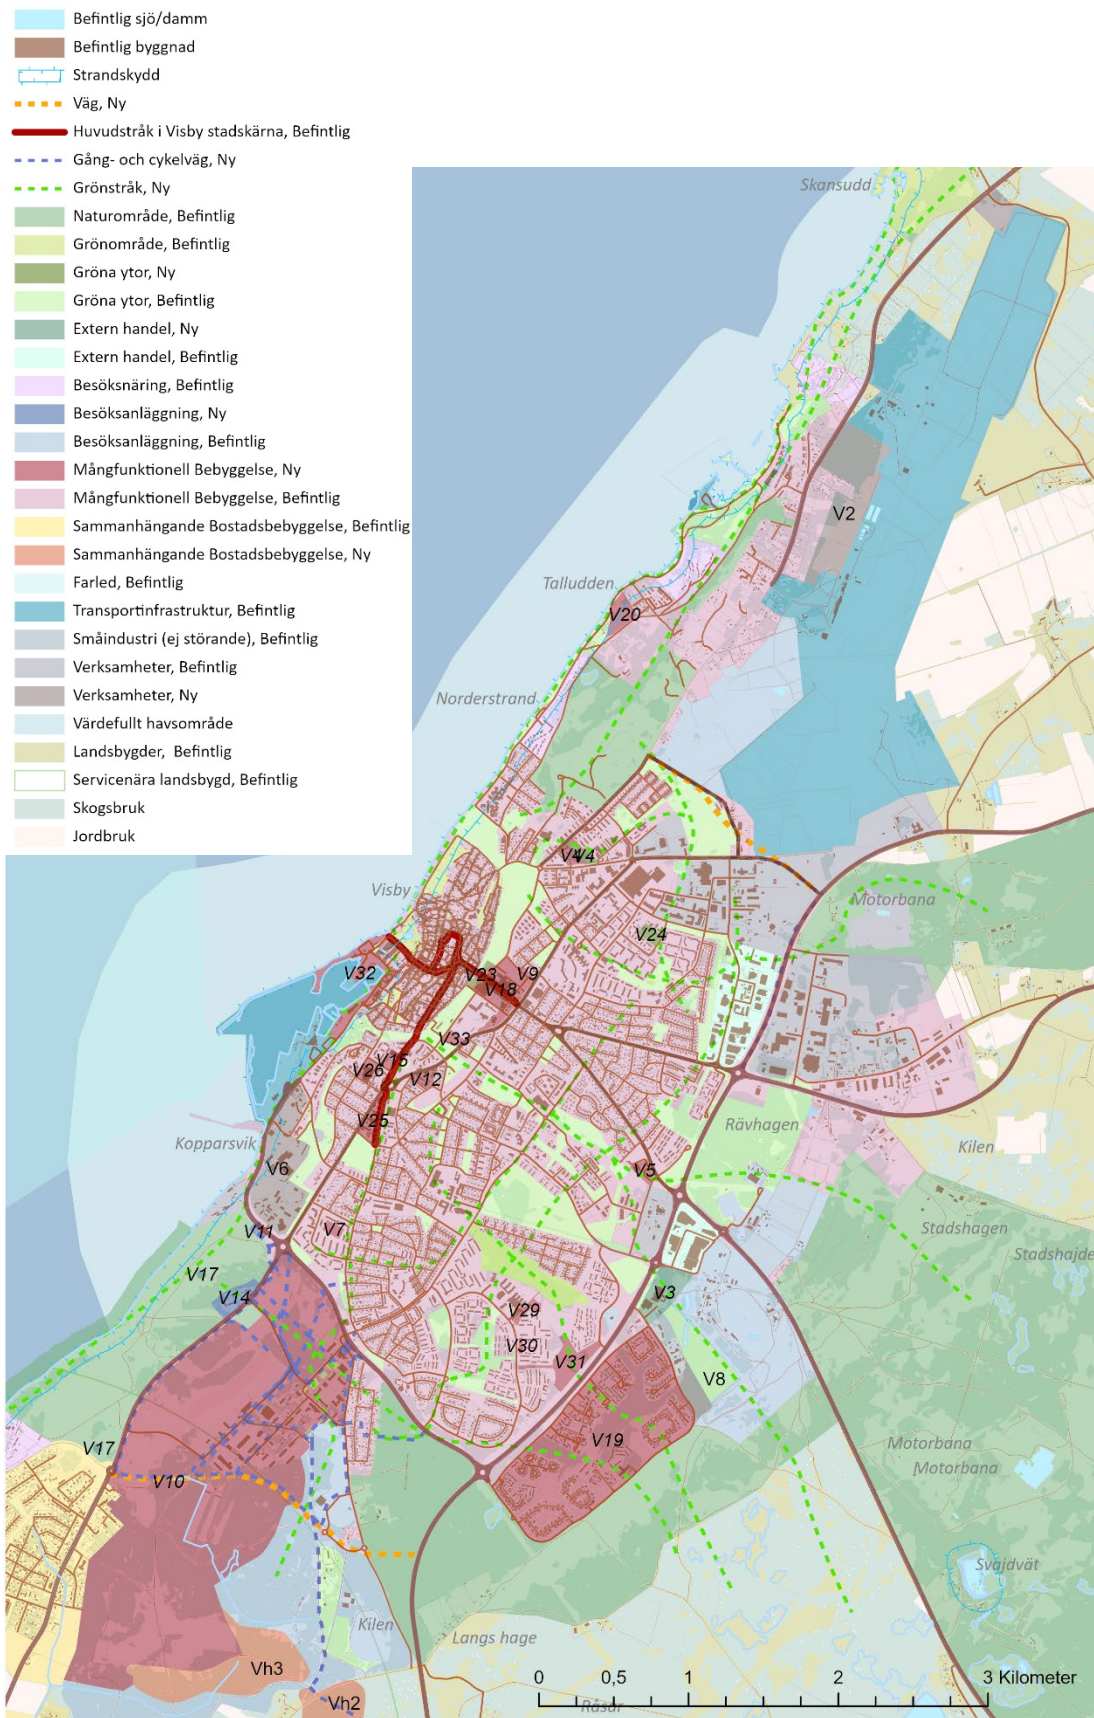 Befintlig sjö/damm
Befintlig byggnad
Strandskydd
Väg, Ny
Huvudstråk i Visby stadskärna, Befintlig
Gång- och cykelväg, Ny
Grönstråk, Ny
Naturområde, Befintlig
Grönområde, Befintlig
Gröna ytor, Ny
Gröna ytor, Befintlig
Extern handel, Ny
Extern handel, Befintlig
Besöksnäring, Befintlig
Besöksanläggning, Ny
Besöksanläggning, Befintlig
Mångfunktionell Bebyggelse, Ny
Mångfunktionell Bebyggelse, Befintlig
Sammanhängande Bostadsbebyggelse, Befintlig
Sammanhängande Bostadsbebyggelse, Ny
Farled, Befintlig
Transportinfrastruktur, Befintlig
Småindustri (ej störande), Befintlig
Verksamheter, Befintlig
Verksamheter, Ny
Värdefullt havsområde
Landsbygder, Befintlig
Servicenära landsbygd, Befintlig
Skogsbruk
Jordbruk
Skansudd
V2
Talludden
V20
Norderstrand
V4
V4
Visby
Motorbana
V24
V32
V23
V9
V18
V33
V15
V26
V12
V25
Rävhagen
Kopparsvik
Kilen
V6
V5
V11
V7
Stadshagen
Stadshajde
V17
V14
V3
V29
V30
V31
V8
V19
V17
V10
Motorbana
Motorbana
Svajdvät
Kilen
Langs hage
Vh3
Vh2
0 0,5 1 2 3 Kilometer
Råsar